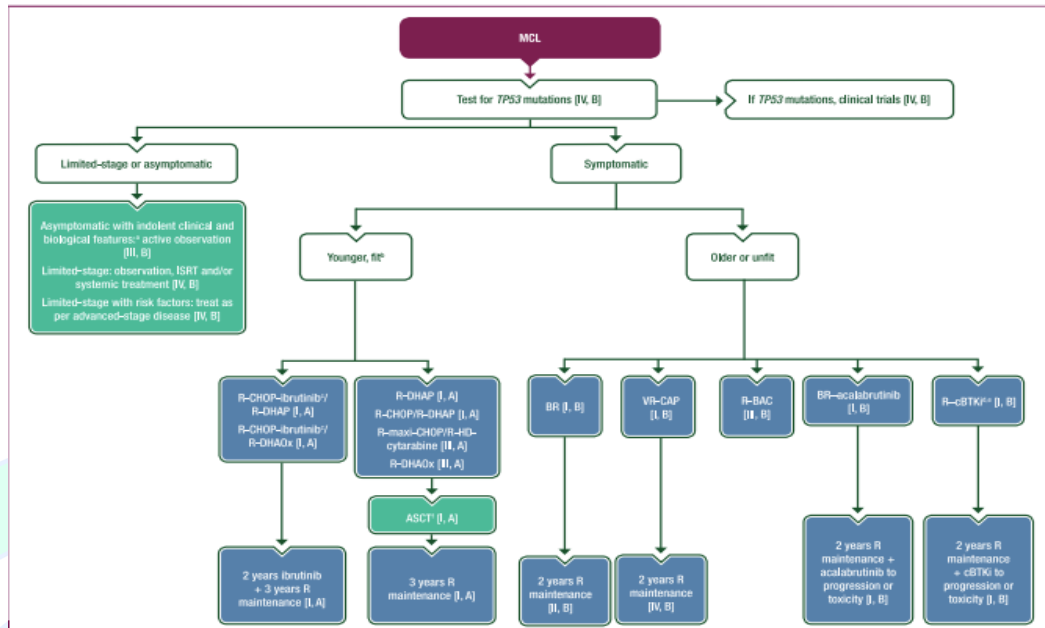 MCL
Test for TP53 mutations [IV, B]
If TP53 mutations, clinical trials [IV, B]
Limited-stage or asymptomatic
Symptomatic
Asymptomatic with indolent clinical and
biological features:a active observation
[III, B]
Limited-stage: observation, ISRT and/or
systemic treatment [IV, B]
Limited-stage with risk factors: treat as
per advanced-stage disease [IV, B]
Younger, fitb
Older or unfit
R-CHOP-ibrutinibc/
R-DHAP [I, A]
R-CHOP-ibrutinibc/
R-DHAOx [I, A]
R-DHAP [I, A]
R-CHOP/R-DHAP [I, A]
R-maxi-CHOP/R-HD-
cytarabine [II, A]
R-DHAOx [II, A]
BR [I, B]
VR-CAP
[I, B]
R-BAC
[II, B]
BR-acalabrutinib
[I, B]
R-cBTKid,e [I, B]
ASCTf [I, A]
2 years ibrutinib
+ 3 years R
maintenance [I, A]
3 years R
maintenance [I, A]
2 years R
maintenance
[II, B]
2 years R
maintenance
[IV, B]
2 years R
maintenance +
acalabrutinib to
progression or
toxicity [I, B]
2 years R
maintenance
+ cBTKi to
progression or
toxicity [I, B]